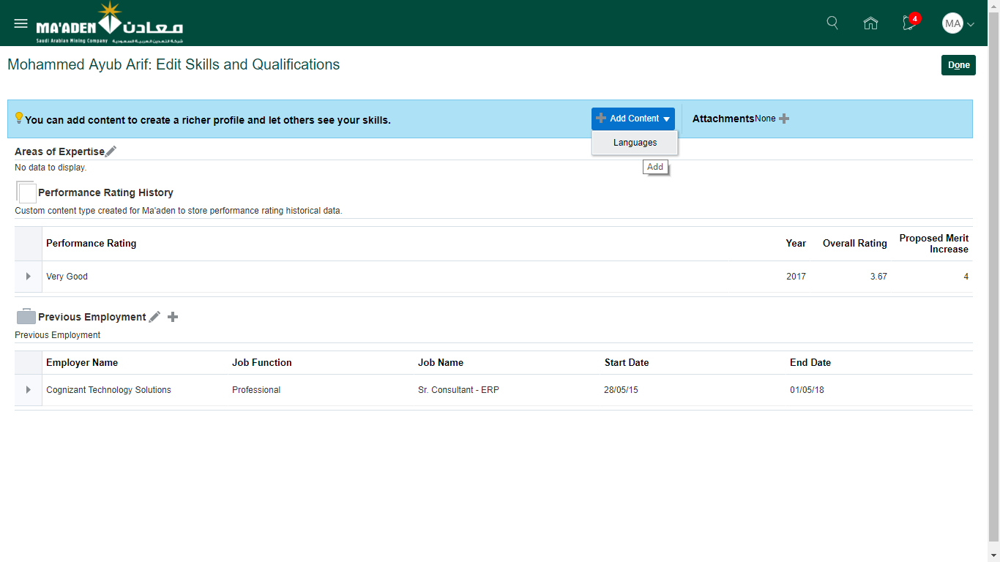 MA'ADEN معادن
Saudi Arabian Mining Company شركة التعدين العربية السعودية
4
MA
Mohammed Ayub Arif: Edit Skills and Qualifications
Done
You can add content to create a richer profile and let others see your skills.
Add Content
Attachments None
Languages
Add
Areas of Expertise
No data to display.
Performance Rating History
Custom content type created for Ma'aden to store performance rating historical data.
Performance Rating Year Overall Rating Proposed Merit Increase
Very Good 2017 3.67 4
Previous Employment
Previous Employment
Employer Name Job Function Job Name Start Date End Date
Cognizant Technology Solutions Professional Sr. Consultant - ERP 28/05/15 01/05/18